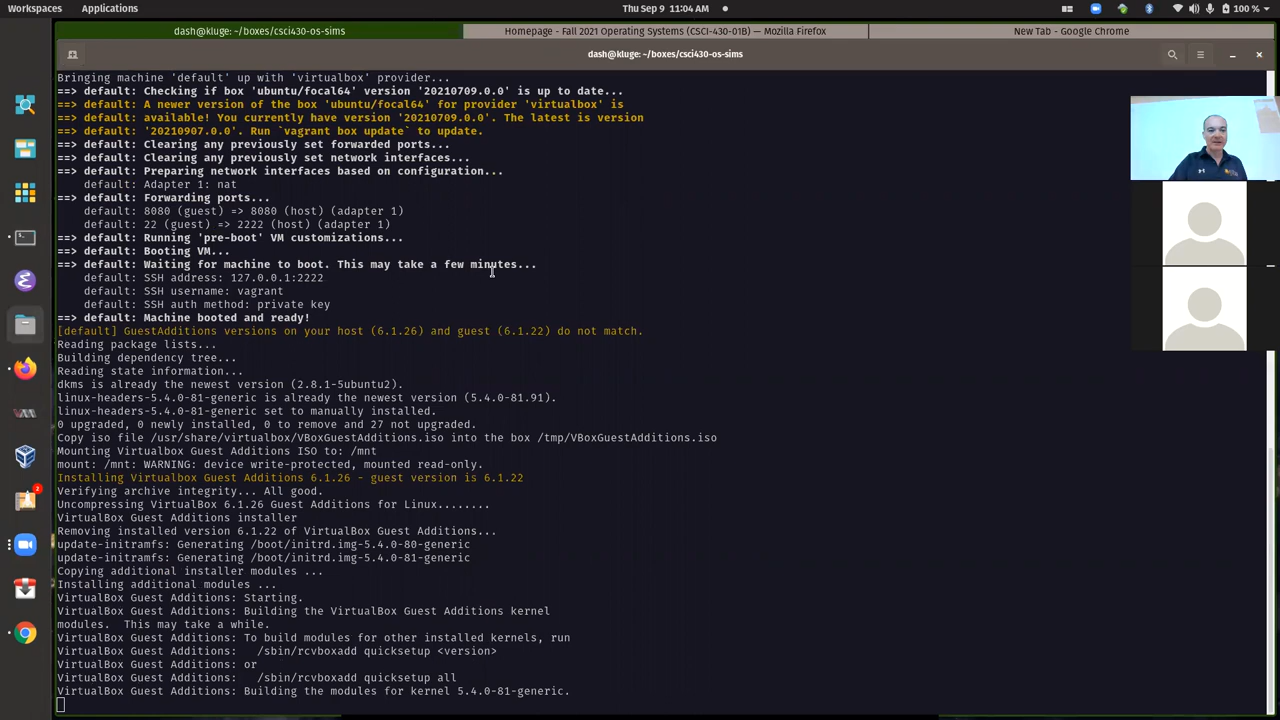 Workspaces Applications Thu Sep 9 11:04 AM 100 %
dash@kluge: ~/boxes/csci430-os-sims Homepage - Fall 2021 Operating Systems (CSCI-430-01B) — Mozilla Firefox New Tab - Google Chrome
dash@kluge: ~/boxes/csci430-os-sims
Bringing machine 'default' up with 'virtualbox' provider...
==> default: Checking if box 'ubuntu/focal64' version '20210709.0.0' is up to date...
==> default: A newer version of the box 'ubuntu/focal64' for provider 'virtualbox' is
==> default: available! You currently have version '20210709.0.0'. The latest is version
==> default: '20210907.0.0'. Run `vagrant box update` to update.
==> default: Clearing any previously set forwarded ports...
==> default: Clearing any previously set network interfaces...
==> default: Preparing network interfaces based on configuration...
default: Adapter 1: nat
==> default: Forwarding ports...
default: 8080 (guest) => 8080 (host) (adapter 1)
default: 22 (guest) => 2222 (host) (adapter 1)
==> default: Running 'pre-boot' VM customizations...
==> default: Booting VM...
==> default: Waiting for machine to boot. This may take a few minutes...
default: SSH address: 127.0.0.1:2222
default: SSH username: vagrant
default: SSH auth method: private key
==> default: Machine booted and ready!
[default] GuestAdditions versions on your host (6.1.26) and guest (6.1.22) do not match.
Reading package lists...
Building dependency tree...
Reading state information...
dkms is already the newest version (2.8.1-5ubuntu2).
linux-headers-5.4.0-81-generic is already the newest version (5.4.0-81.91).
linux-headers-5.4.0-81-generic set to manually installed.
0 upgraded, 0 newly installed, 0 to remove and 27 not upgraded.
Copy iso file /usr/share/virtualbox/VBoxGuestAdditions.iso into the box /tmp/VBoxGuestAdditions.iso
Mounting Virtualbox Guest Additions ISO to: /mnt
mount: /mnt: WARNING: device write-protected, mounted read-only.
Installing Virtualbox Guest Additions 6.1.26 - guest version is 6.1.22
Verifying archive integrity... All good.
Uncompressing VirtualBox 6.1.26 Guest Additions for Linux........
VirtualBox Guest Additions installer
Removing installed version 6.1.22 of VirtualBox Guest Additions...
update-initramfs: Generating /boot/initrd.img-5.4.0-80-generic
update-initramfs: Generating /boot/initrd.img-5.4.0-81-generic
Copying additional installer modules ...
Installing additional modules ...
VirtualBox Guest Additions: Starting.
VirtualBox Guest Additions: Building the VirtualBox Guest Additions kernel
modules.  This may take a while.
VirtualBox Guest Additions: To build modules for other installed kernels, run
VirtualBox Guest Additions:   /sbin/rcvboxadd quicksetup <version>
VirtualBox Guest Additions: or
VirtualBox Guest Additions:   /sbin/rcvboxadd quicksetup all
VirtualBox Guest Additions: Building the modules for kernel 5.4.0-81-generic.
2